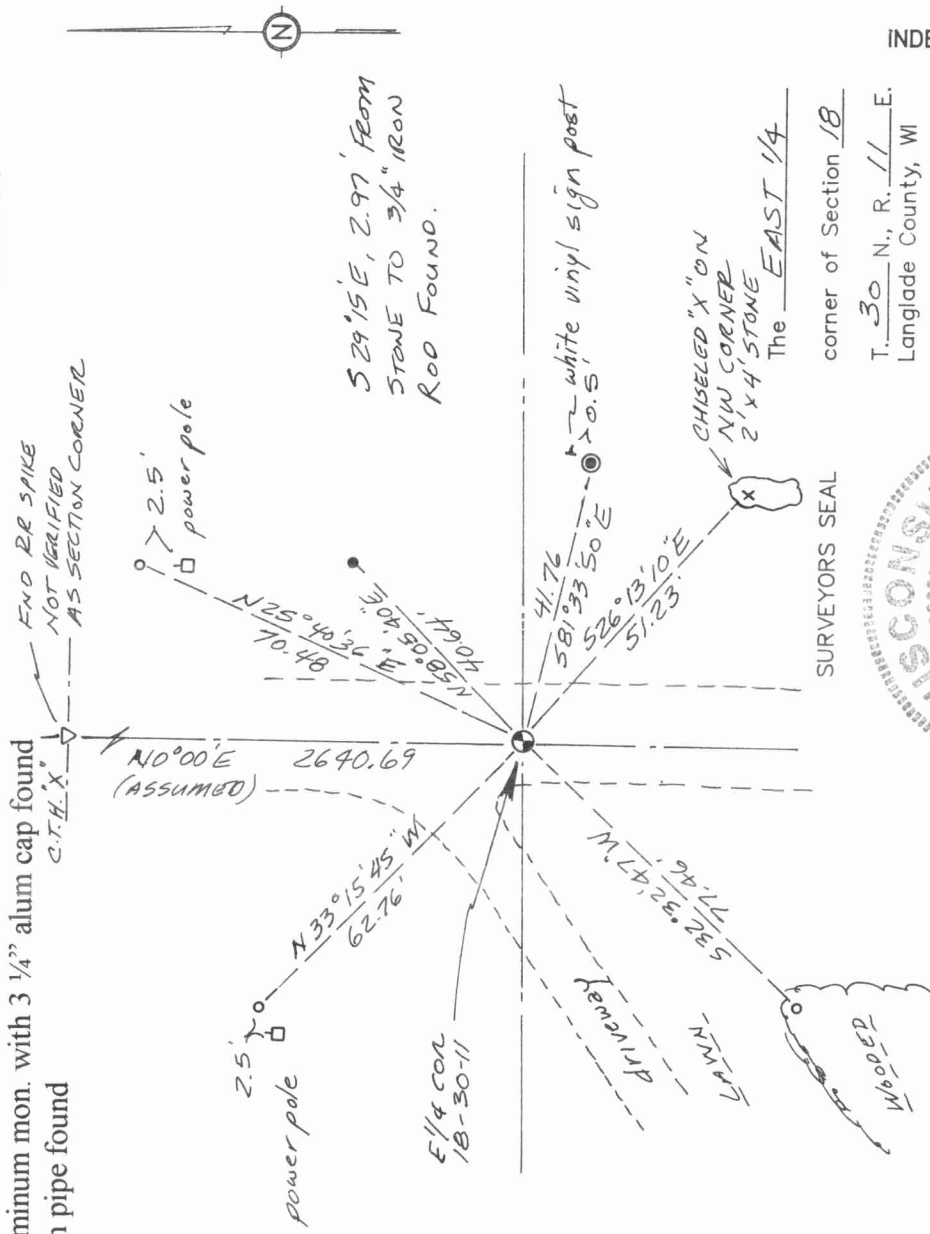 minum mon. with 3 ¼" alum cap found
n pipe found
C.T.H. "X"
FND RR SPIKE
NOT VERIFIED
AS SECTION CORNER
N
INDE
N0°00'E 2640.69
(ASSUMED)
2.5'
power pole
N25°40'
70.48
S29°15'E, 2.97' FROM
STONE TO 3/4" IRON
ROD FOUND.
N58°05'40"E
40.64'
N33°15'45"W
62.76'
2.5'
power pole
E1/4 COR
18-30-11
41.76
S81°33'50"E
white vinyl sign post
0.5'
S26°13'10"E
51.23'
CHISELED "X" ON
NW CORNER
2' x 4' STONE
X
S32°32'47"W
77.46'
driveway
LAWN
WOODED
The EAST 1/4
corner of Section 18
T. 30 N., R. 11 E.
Langlade County, WI
SURVEYORS SEAL
ISCONSI